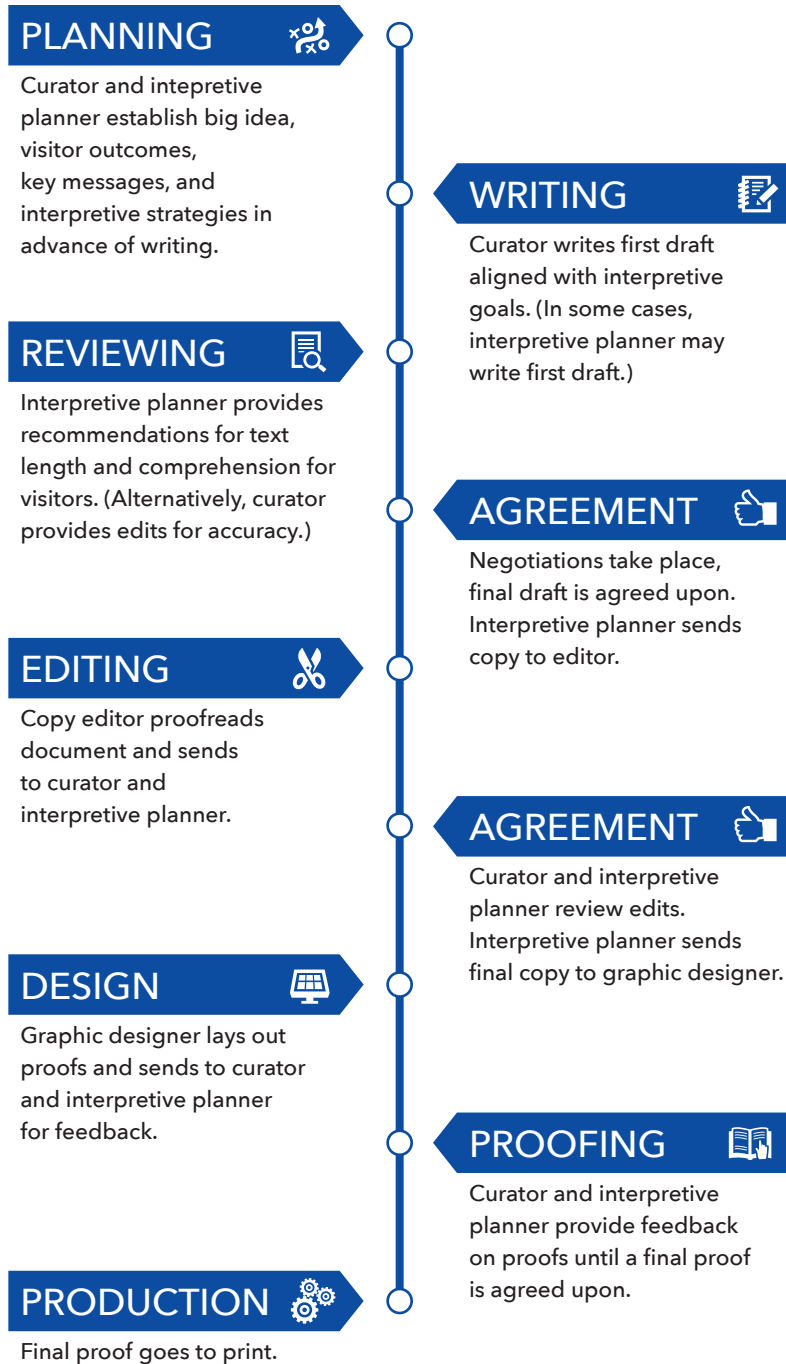 PLANNING
Curator and intepretive
planner establish big idea,
visitor outcomes,
key messages, and
interpretive strategies in
advance of writing.
WRITING
Curator writes first draft
aligned with interpretive
goals. (In some cases,
interpretive planner may
write first draft.)
REVIEWING
Interpretive planner provides
recommendations for text
length and comprehension for
visitors. (Alternatively, curator
provides edits for accuracy.)
AGREEMENT
Negotiations take place,
final draft is agreed upon.
Interpretive planner sends
copy to editor.
EDITING
Copy editor proofreads
document and sends
to curator and
interpretive planner.
AGREEMENT
Curator and interpretive
planner review edits.
Interpretive planner sends
final copy to graphic designer.
DESIGN
Graphic designer lays out
proofs and sends to curator
and interpretive planner
for feedback.
PROOFING
Curator and interpretive
planner provide feedback
on proofs until a final proof
is agreed upon.
PRODUCTION
Final proof goes to print.